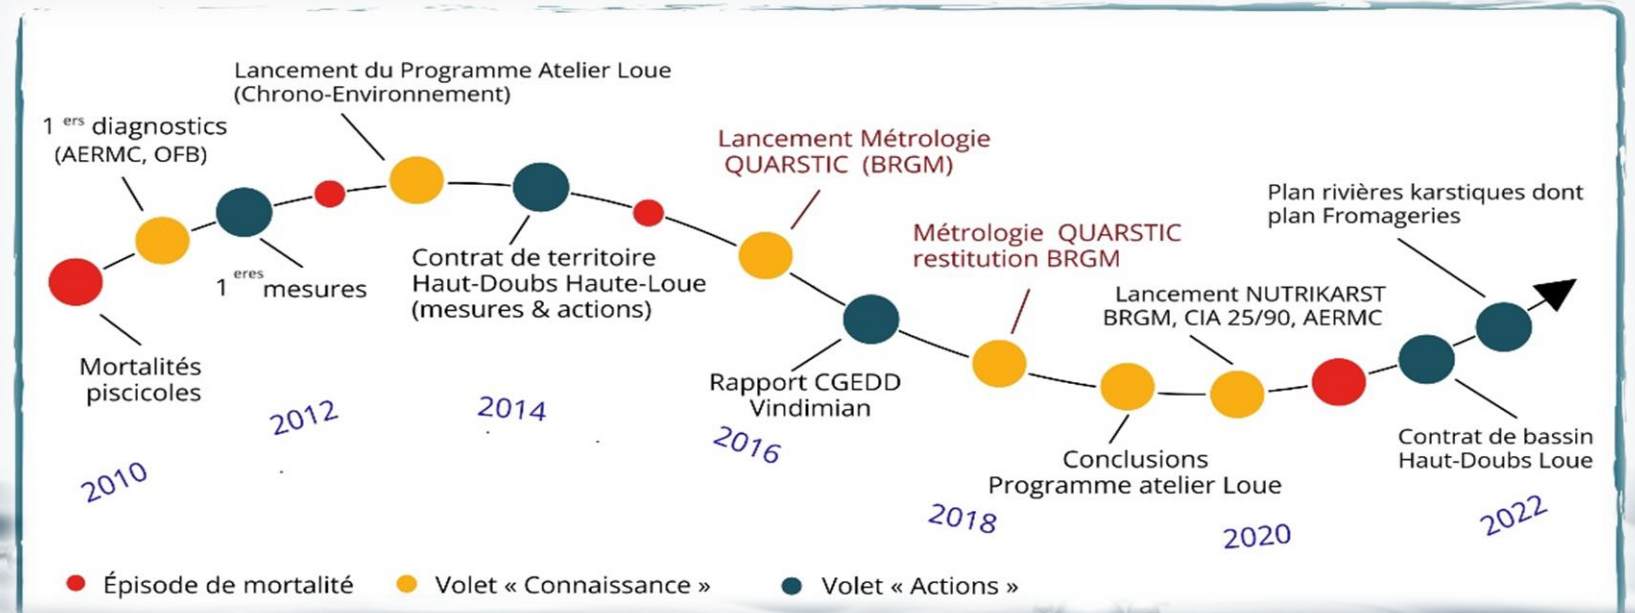 Lancement du Programme Atelier Loue
(Chrono-Environnement)
1 ers diagnostics
(AERMC, OFB)
Lancement Métrologie
QUARSTIC (BRGM)
Plan rivières karstiques dont
plan Fromageries
Métrologie QUARSTIC
restitution BRGM
Contrat de territoire
Haut-Doubs Haute-Loue
(mesures & actions)
1 eres mesures
Lancement NUTRIKARST
BRGM, CIA 25/90, AERMC
Mortalités
piscicoles
Rapport CGEDD
Vindimian
Contrat de bassin
Haut-Doubs Loue
Conclusions
Programme atelier Loue
2010
2012
2014
2016
2018
2020
2022
Épisode de mortalité
Volet « Connaissance »
Volet « Actions »